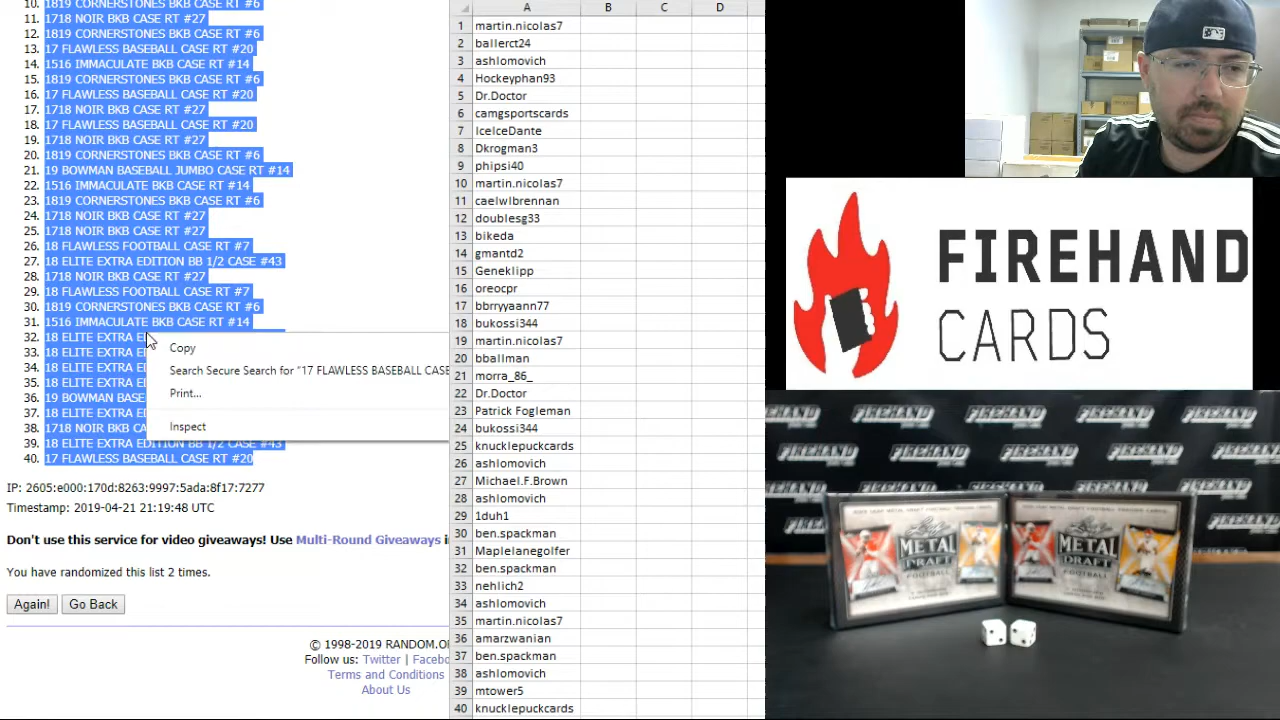 10. 1819 CORNERSTONES BKB CASE RT #6
11. 1718 NOIR BKB CASE RT #27
12. 1819 CORNERSTONES BKB CASE RT #6
13. 17 FLAWLESS BASEBALL CASE RT #20
14. 1516 IMMACULATE BKB CASE RT #14
15. 1819 CORNERSTONES BKB CASE RT #6
16. 17 FLAWLESS BASEBALL CASE RT #20
17. 1718 NOIR BKB CASE RT #27
18. 17 FLAWLESS BASEBALL CASE RT #20
19. 1718 NOIR BKB CASE RT #27
20. 1819 CORNERSTONES BKB CASE RT #6
21. 19 BOWMAN BASEBALL JUMBO CASE RT #14
22. 1516 IMMACULATE BKB CASE RT #14
23. 1819 CORNERSTONES BKB CASE RT #6
24. 1718 NOIR BKB CASE RT #27
25. 1718 NOIR BKB CASE RT #27
26. 18 FLAWLESS FOOTBALL CASE RT #7
27. 18 ELITE EXTRA EDITION BB 1/2 CASE #43
28. 1718 NOIR BKB CASE RT #27
29. 18 FLAWLESS FOOTBALL CASE RT #7
30. 1819 CORNERSTONES BKB CASE RT #6
31. 1516 IMMACULATE BKB CASE RT #14
32. 18 ELITE EXTRA E
33. 18 ELITE EXTRA E
34. 18 ELITE EXTRA E
35. 18 ELITE EXTRA E
36. 19 BOWMAN BASE
37. 18 ELITE EXTRA E
38. 1718 NOIR BKB CA
39. 18 ELITE EXTRA EDITION BB 1/2 CASE #43
40. 17 FLAWLESS BASEBALL CASE RT #20
Copy
Search Secure Search for "17 FLAWLESS BASEBALL CASE
Print...
Inspect
IP: 2605:e000:170d:8263:9997:5ada:8f17:7277
Timestamp: 2019-04-21 21:19:48 UTC
Don't use this service for video giveaways! Use Multi-Round Giveaways i
You have randomized this list 2 times.
Again! Go Back
© 1998-2019 RANDOM.OR
Follow us: Twitter | Facebo
Terms and Conditions
About Us
A B C D
1 martin.nicolas7
2 ballerct24
3 ashlomovich
4 Hockeyphan93
5 Dr.Doctor
6 camgsportscards
7 IceIceDante
8 Dkrogman3
9 phipsi40
10 martin.nicolas7
11 caelwlbrennan
12 doublesg33
13 bikeda
14 gmantd2
15 Geneklipp
16 oreocpr
17 bbrryyaann77
18 bukossi344
19 martin.nicolas7
20 bballman
21 morra_86_
22 Dr.Doctor
23 Patrick Fogleman
24 bukossi344
25 knucklepuckcards
26 ashlomovich
27 Michael.F.Brown
28 ashlomovich
29 1duh1
30 ben.spackman
31 Maplelanegolfer
32 ben.spackman
33 nehlich2
34 ashlomovich
35 martin.nicolas7
36 amarzwanian
37 ben.spackman
38 ashlomovich
39 mtower5
40 knucklepuckcards
FIREHAND
CARDS
FIREHAND
Leaf
METAL
DRAFT
FOOTBALL
Leaf
METAL
DRAFT
FOOTBALL